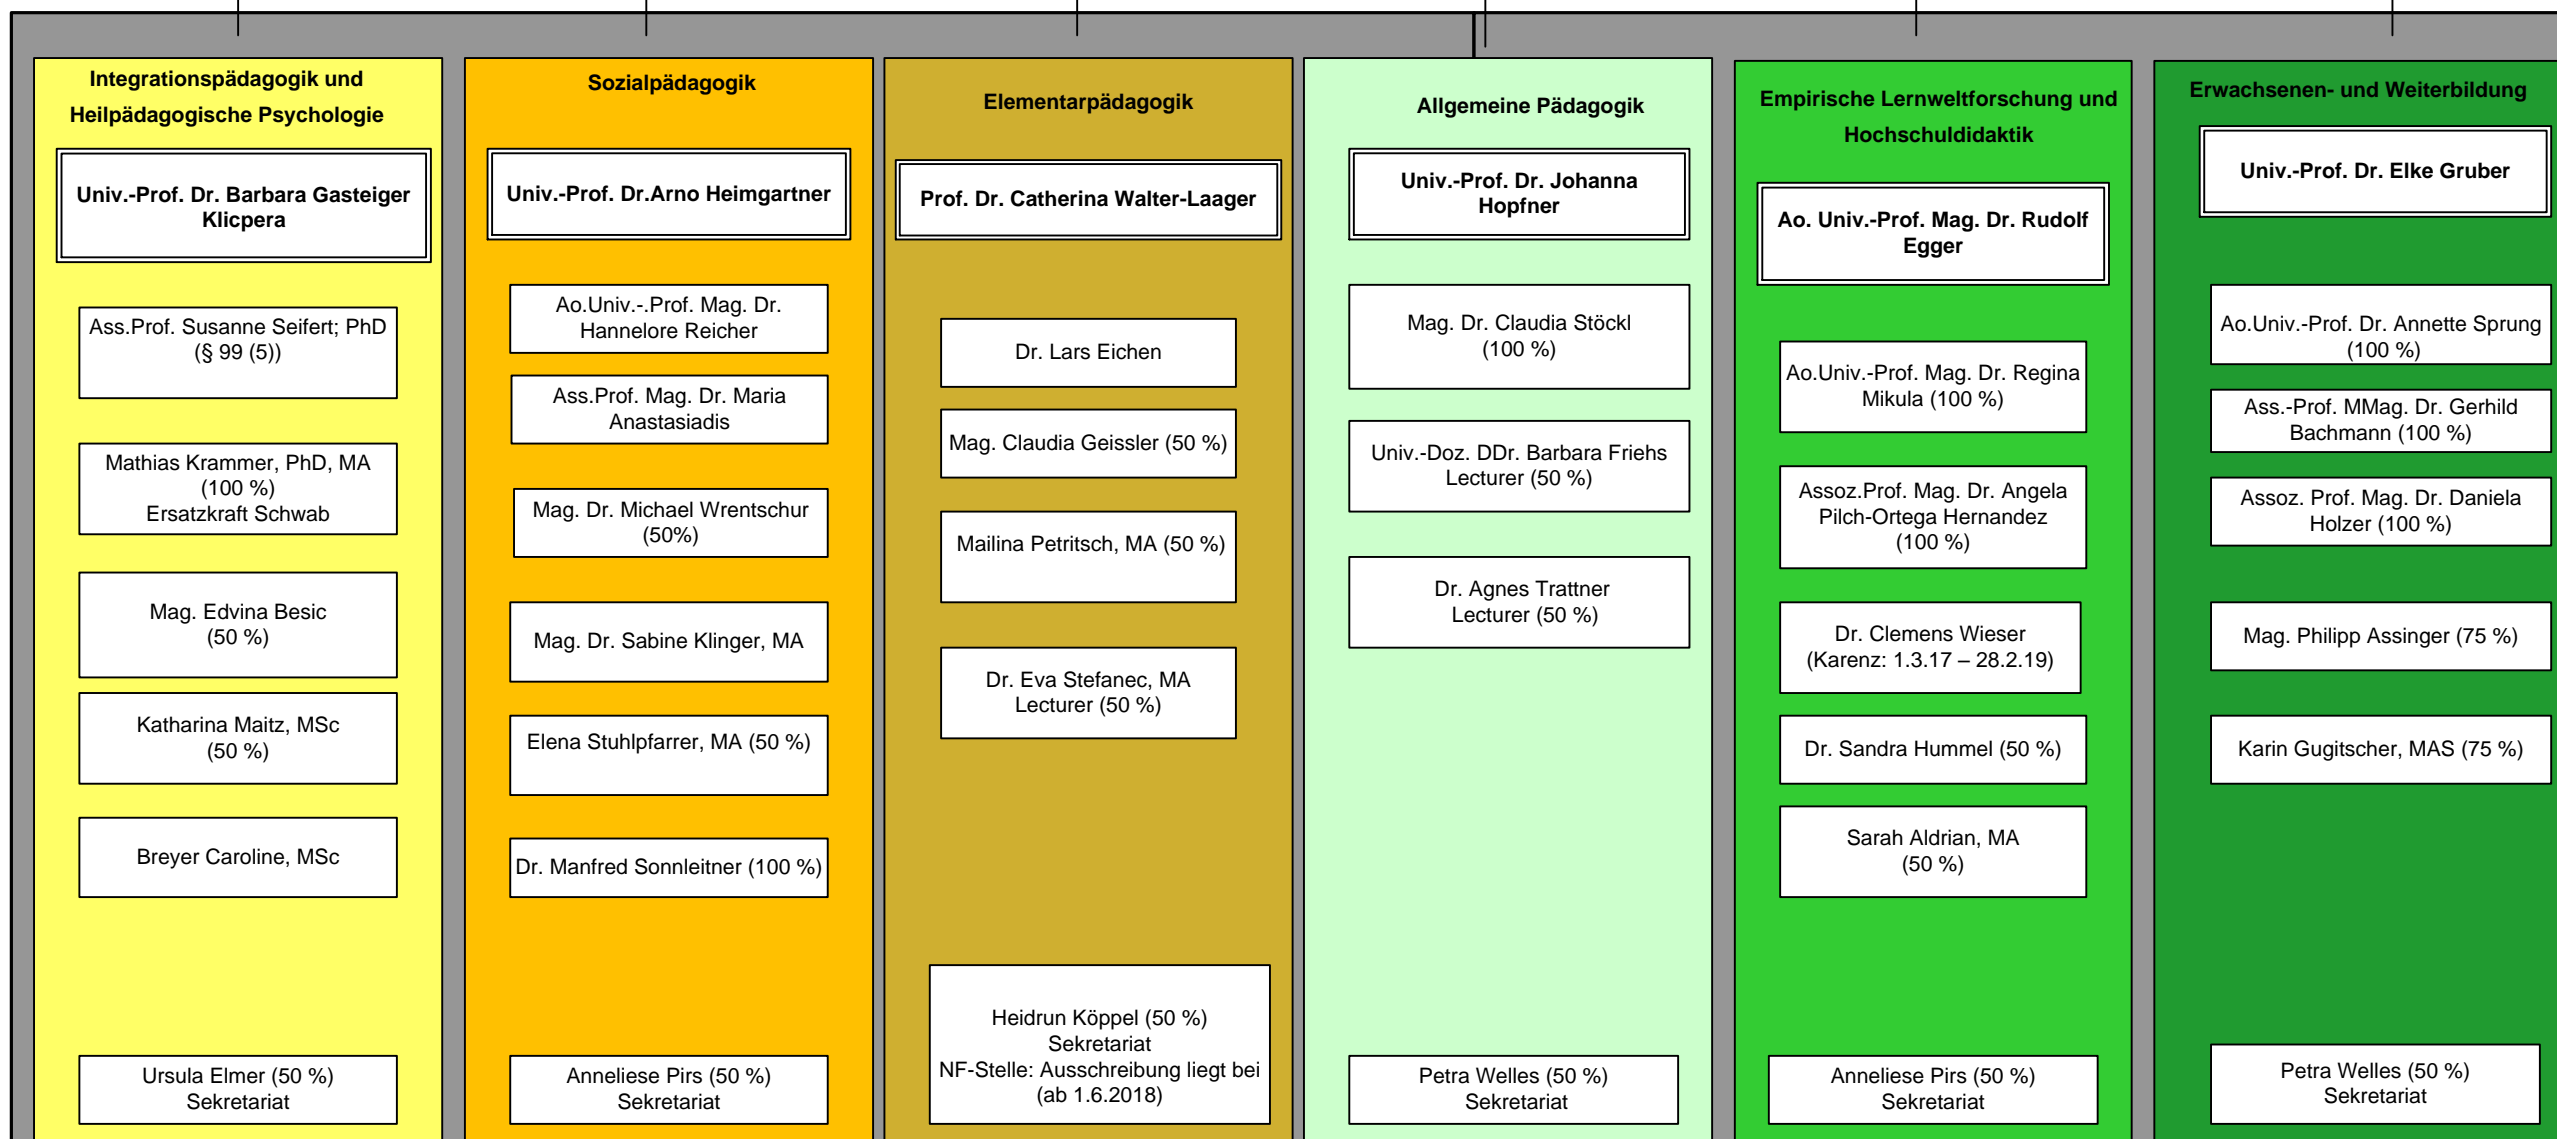 Integrationspädagogik und
Heilpädagogische Psychologie
Univ.-Prof. Dr. Barbara Gasteiger
Klicpera
Ass.Prof. Susanne Seifert; PhD
(§ 99 (5))
Mathias Krammer, PhD, MA
(100 %)
Ersatzkraft Schwab
Mag. Edvina Besic
(50 %)
Katharina Maitz, MSc
(50 %)
Breyer Caroline, MSc
Ursula Elmer (50 %)
Sekretariat
Sozialpädagogik
Univ.-Prof. Dr.Arno Heimgartner
Ao.Univ.-.Prof. Mag. Dr.
Hannelore Reicher
Ass.Prof. Mag. Dr. Maria
Anastasiadis
Mag. Dr. Michael Wrentschur
(50%)
Mag. Dr. Sabine Klinger, MA
Elena Stuhlpfarrer, MA (50 %)
Dr. Manfred Sonnleitner (100 %)
Anneliese Pirs (50 %)
Sekretariat
Elementarpädagogik
Prof. Dr. Catherina Walter-Laager
Dr. Lars Eichen
Mag. Claudia Geissler (50 %)
Mailina Petritsch, MA (50 %)
Dr. Eva Stefanec, MA
Lecturer (50 %)
Heidrun Köppel (50 %)
Sekretariat
NF-Stelle: Ausschreibung liegt bei
(ab 1.6.2018)
Allgemeine Pädagogik
Univ.-Prof. Dr. Johanna
Hopfner
Mag. Dr. Claudia Stöckl
(100 %)
Univ.-Doz. DDr. Barbara Friehs
Lecturer (50 %)
Dr. Agnes Trattner
Lecturer (50 %)
Petra Welles (50 %)
Sekretariat
Empirische Lernweltforschung und
Hochschuldidaktik
Ao. Univ.-Prof. Mag. Dr. Rudolf
Egger
Ao.Univ.-Prof. Mag. Dr. Regina
Mikula (100 %)
Assoz.Prof. Mag. Dr. Angela
Pilch-Ortega Hernandez
(100 %)
Dr. Clemens Wieser
(Karenz: 1.3.17 – 28.2.19)
Dr. Sandra Hummel (50 %)
Sarah Aldrian, MA
(50 %)
Anneliese Pirs (50 %)
Sekretariat
Erwachsenen- und Weiterbildung
Univ.-Prof. Dr. Elke Gruber
Ao.Univ.-Prof. Dr. Annette Sprung
(100 %)
Ass.-Prof. MMag. Dr. Gerhild
Bachmann (100 %)
Assoz. Prof. Mag. Dr. Daniela
Holzer (100 %)
Mag. Philipp Assinger (75 %)
Karin Gugitscher, MAS (75 %)
Petra Welles (50 %)
Sekretariat